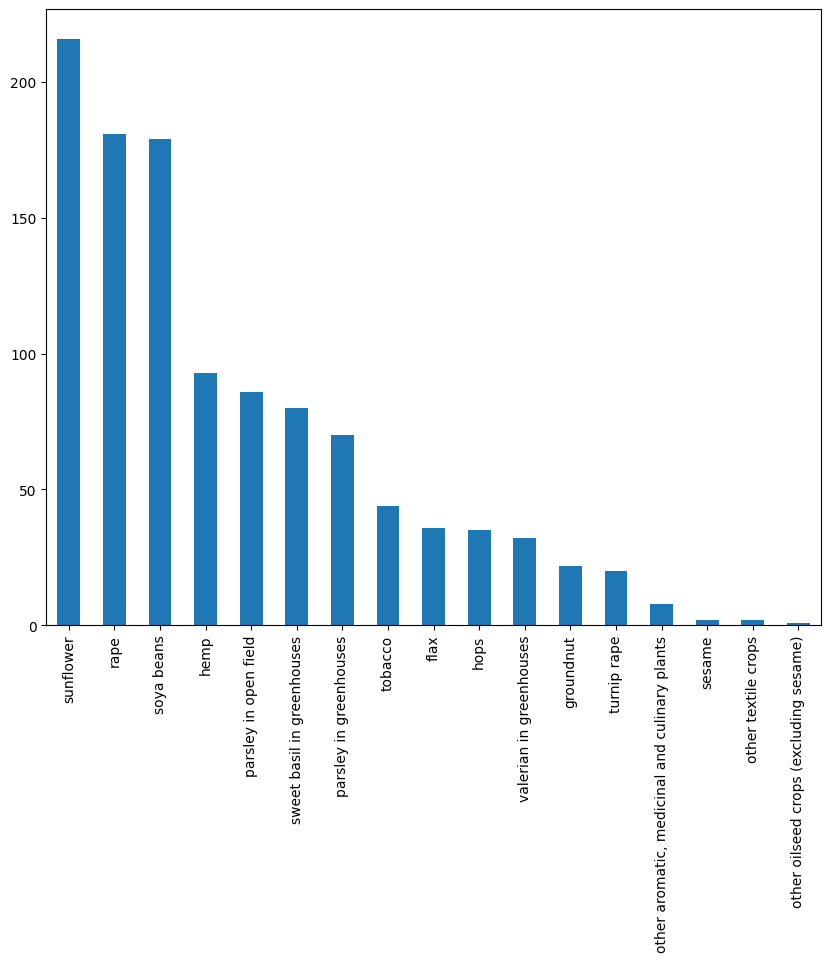 200
150
100
50
0
sunflower
rape
soya beans
hemp
parsley in open field
sweet basil in greenhouses
parsley in greenhouses
tobacco
flax
hops
valerian in greenhouses
groundnut
turnip rape
other aromatic, medicinal and culinary plants
sesame
other textile crops
other oilseed crops (excluding sesame)